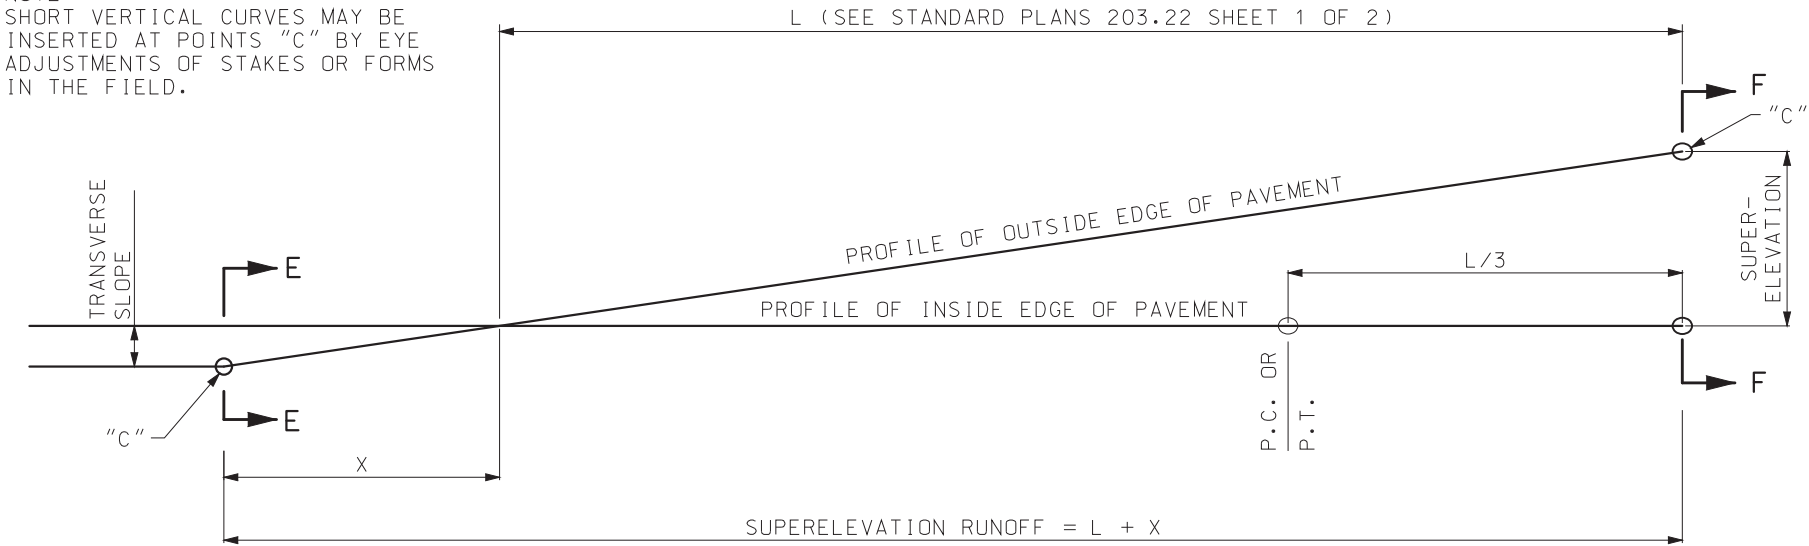 NOTE
SHORT VERTICAL CURVES MAY BE
INSERTED AT POINTS "C" BY EYE
ADJUSTMENTS OF STAKES OR FORMS
IN THE FIELD.
L (SEE STANDARD PLANS 203.22 SHEET 1 OF 2)
F
"C"
TRANSVERSE
SLOPE
PROFILE OF OUTSIDE EDGE OF PAVEMENT
SUPER-
ELEVATION
E
L/3
PROFILE OF INSIDE EDGE OF PAVEMENT
F
E
"C"
P.C. OR
P.T.
X
SUPERELEVATION RUNOFF = L + X